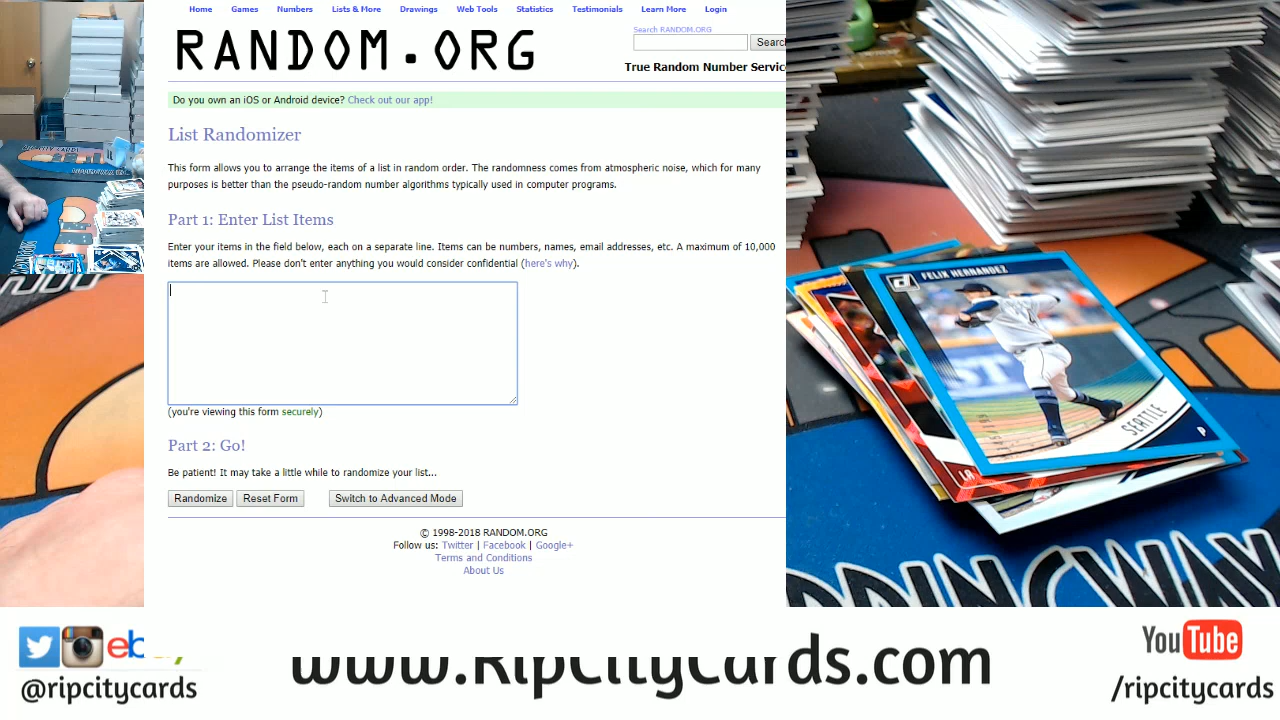 Home Games Numbers Lists & More Drawings Web Tools Statistics Testimonials Learn More Login
RANDOM.ORG
Search RANDOM.ORG
Search
True Random Number Servic
Do you own an iOS or Android device? Check out our app!
List Randomizer
This form allows you to arrange the items of a list in random order. The randomness comes from atmospheric noise, which for many
purposes is better than the pseudo-random number algorithms typically used in computer programs.
Part 1: Enter List Items
Enter your items in the field below, each on a separate line. Items can be numbers, names, email addresses, etc. A maximum of 10,000
items are allowed. Please don't enter anything you would consider confidential (here's why).
(you're viewing this form securely)
Part 2: Go!
Be patient! It may take a little while to randomize your list...
Randomize Reset Form Switch to Advanced Mode
© 1998-2018 RANDOM.ORG
Follow us: Twitter | Facebook | Google+
Terms and Conditions
About Us
FELIX HERNANDEZ
SEATTLE
P
LA
eb
@ripcitycards
www.RipCityCards.com
YouTube
/ripcitycards